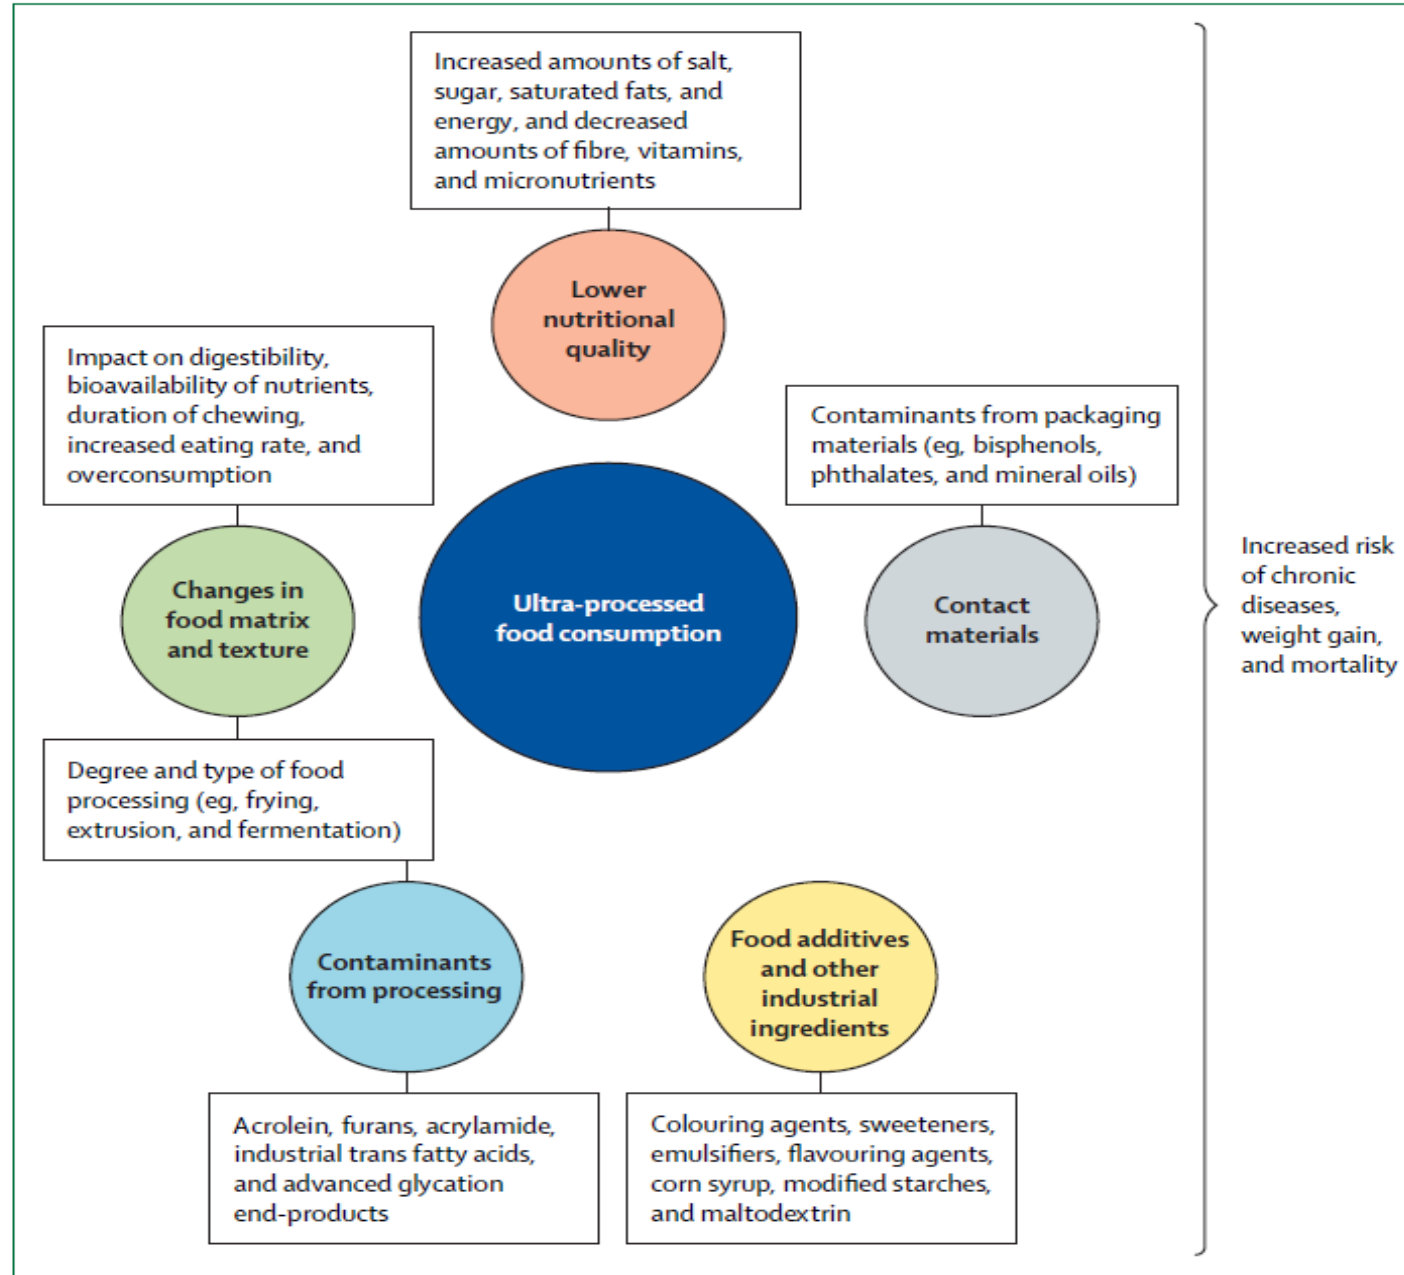 Increased amounts of salt,
sugar, saturated fats, and
energy, and decreased
amounts of fibre, vitamins,
and micronutrients
Lower
nutritional
quality
Impact on digestibility,
bioavailability of nutrients,
duration of chewing,
increased eating rate, and
overconsumption
Contaminants from packaging
materials (eg, bisphenols,
phthalates, and mineral oils)
Changes in
food matrix
and texture
Ultra-processed
food consumption
Contact
materials
Increased risk
of chronic
diseases,
weight gain,
and mortality
Degree and type of food
processing (eg, frying,
extrusion, and fermentation)
Contaminants
from processing
Food additives
and other
industrial
ingredients
Acrolein, furans, acrylamide,
industrial trans fatty acids,
and advanced glycation
end-products
Colouring agents, sweeteners,
emulsifiers, flavouring agents,
corn syrup, modified starches,
and maltodextrin